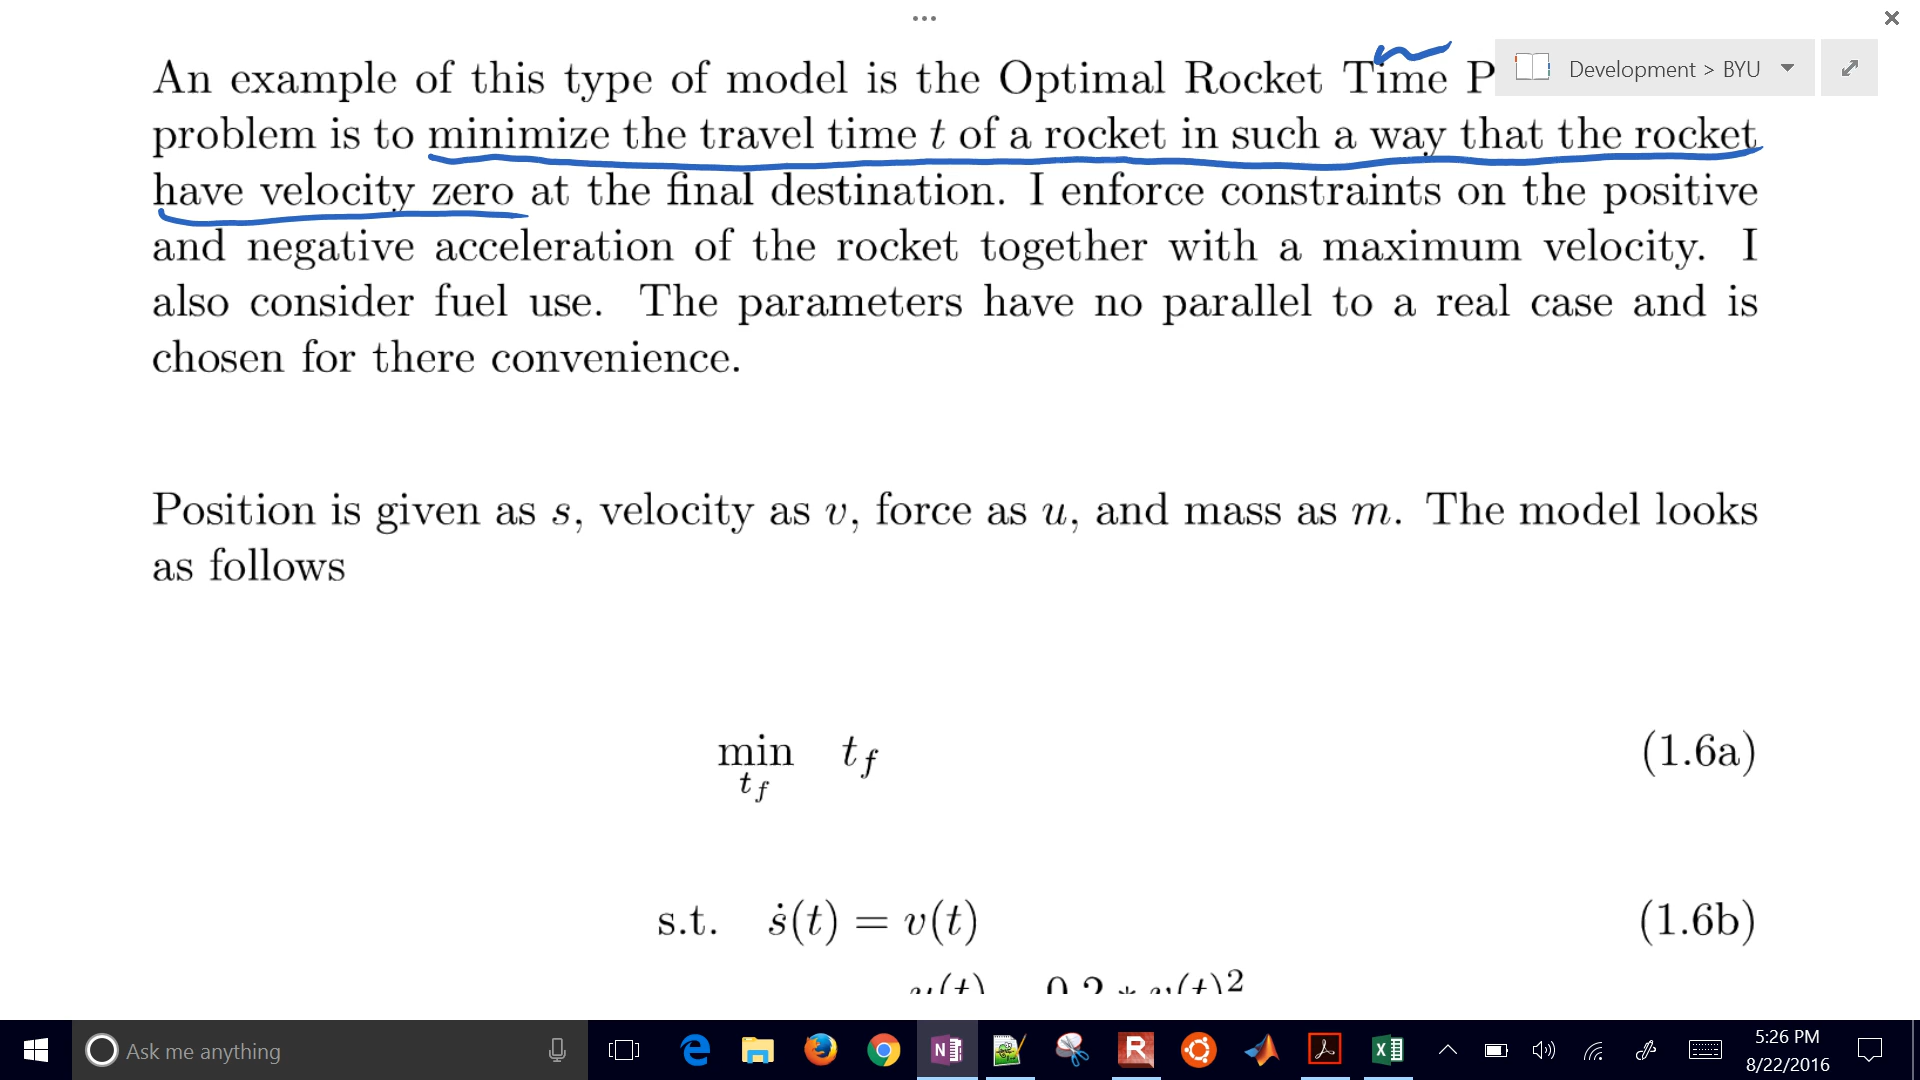 Development > BYU
An example of this type of model is the Optimal Rocket Time P
problem is to minimize the travel time t of a rocket in such a way that the rocket
have velocity zero at the final destination. I enforce constraints on the positive
and negative acceleration of the rocket together with a maximum velocity. I
also consider fuel use. The parameters have no parallel to a real case and is
chosen for there convenience.
Position is given as s, velocity as v, force as u, and mass as m. The model looks
as follows
min t_f (1.6a)
t_f
s.t. ṡ(t) = v(t) (1.6b)
u(t) 0.2 * v(t)²
Ask me anything
5:26 PM
8/22/2016